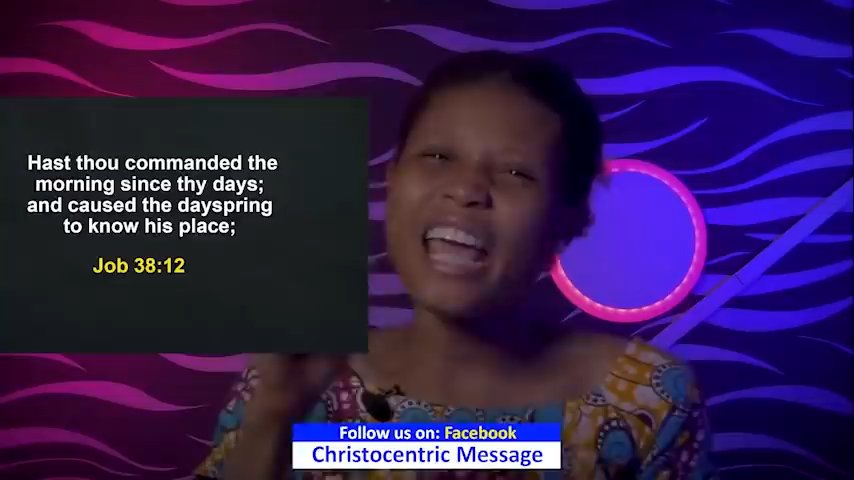 Hast thou commanded the
morning since thy days;
and caused the dayspring
to know his place;
Job 38:12
Follow us on: Facebook
Christocentric Message